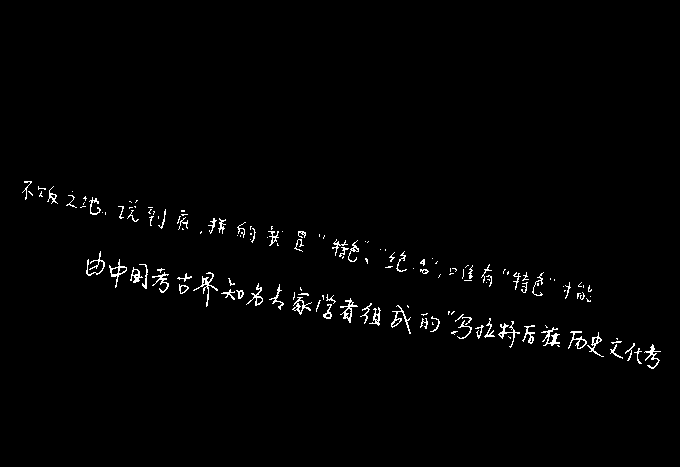 不败之地。说到底,拼的就是“特色”、“绝活”,只有“特色”才能
由中国考古界知名专家学者组成的“乌拉特后旗历史文化考